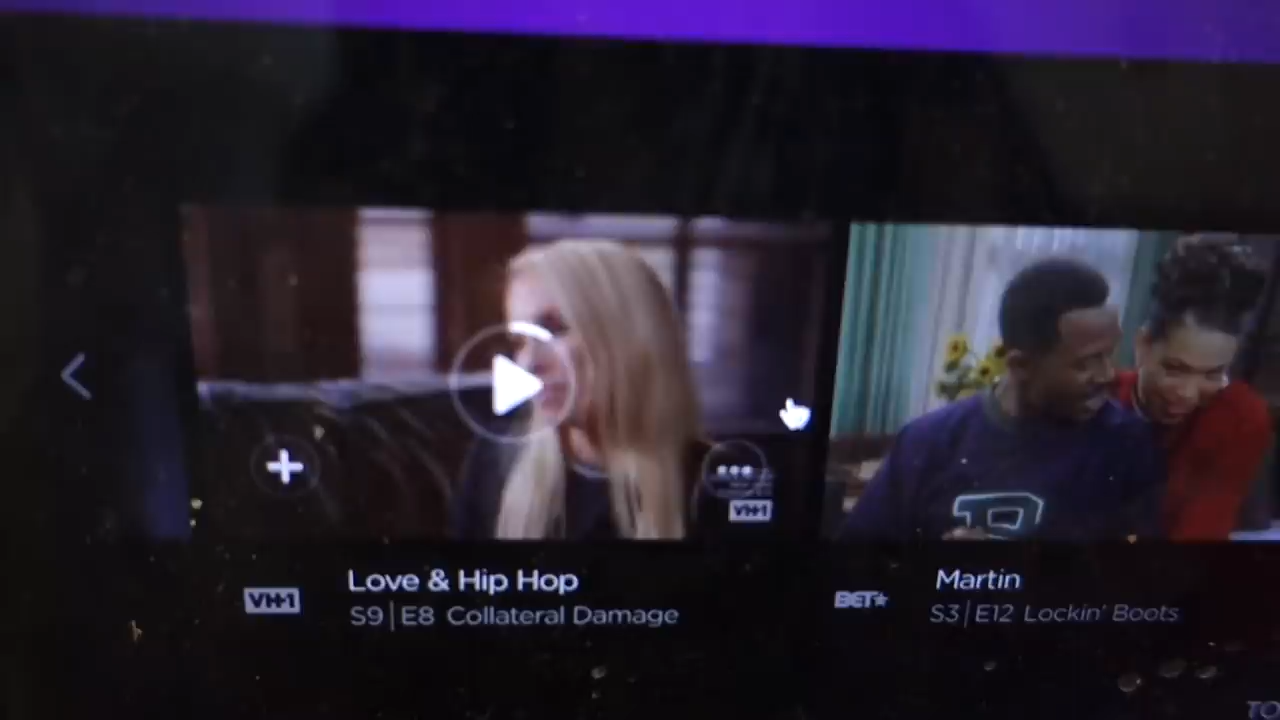 VH1
VH1
Love & Hip Hop
S9|E8 Collateral Damage
BET★
Martin
S3|E12 Lockin' Boots